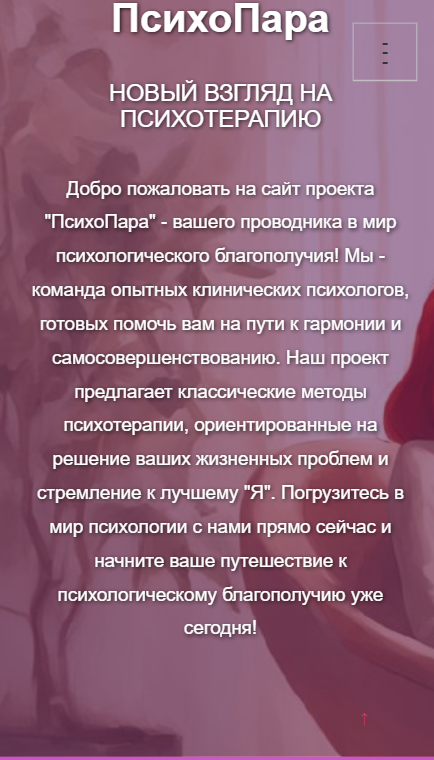 ПсихоПара
НОВЫЙ ВЗГЛЯД НА
ПСИХОТЕРАПИЮ
Добро пожаловать на сайт проекта
"ПсихоПара" - вашего проводника в мир
психологического благополучия! Мы -
команда опытных клинических психологов,
готовых помочь вам на пути к гармонии и
самосовершенствованию. Наш проект
предлагает классические методы
психотерапии, ориентированные на
решение ваших жизненных проблем и
стремление к лучшему "Я". Погрузитесь в
мир психологии с нами прямо сейчас и
начните ваше путешествие к
психологическому благополучию уже
сегодня!
↑